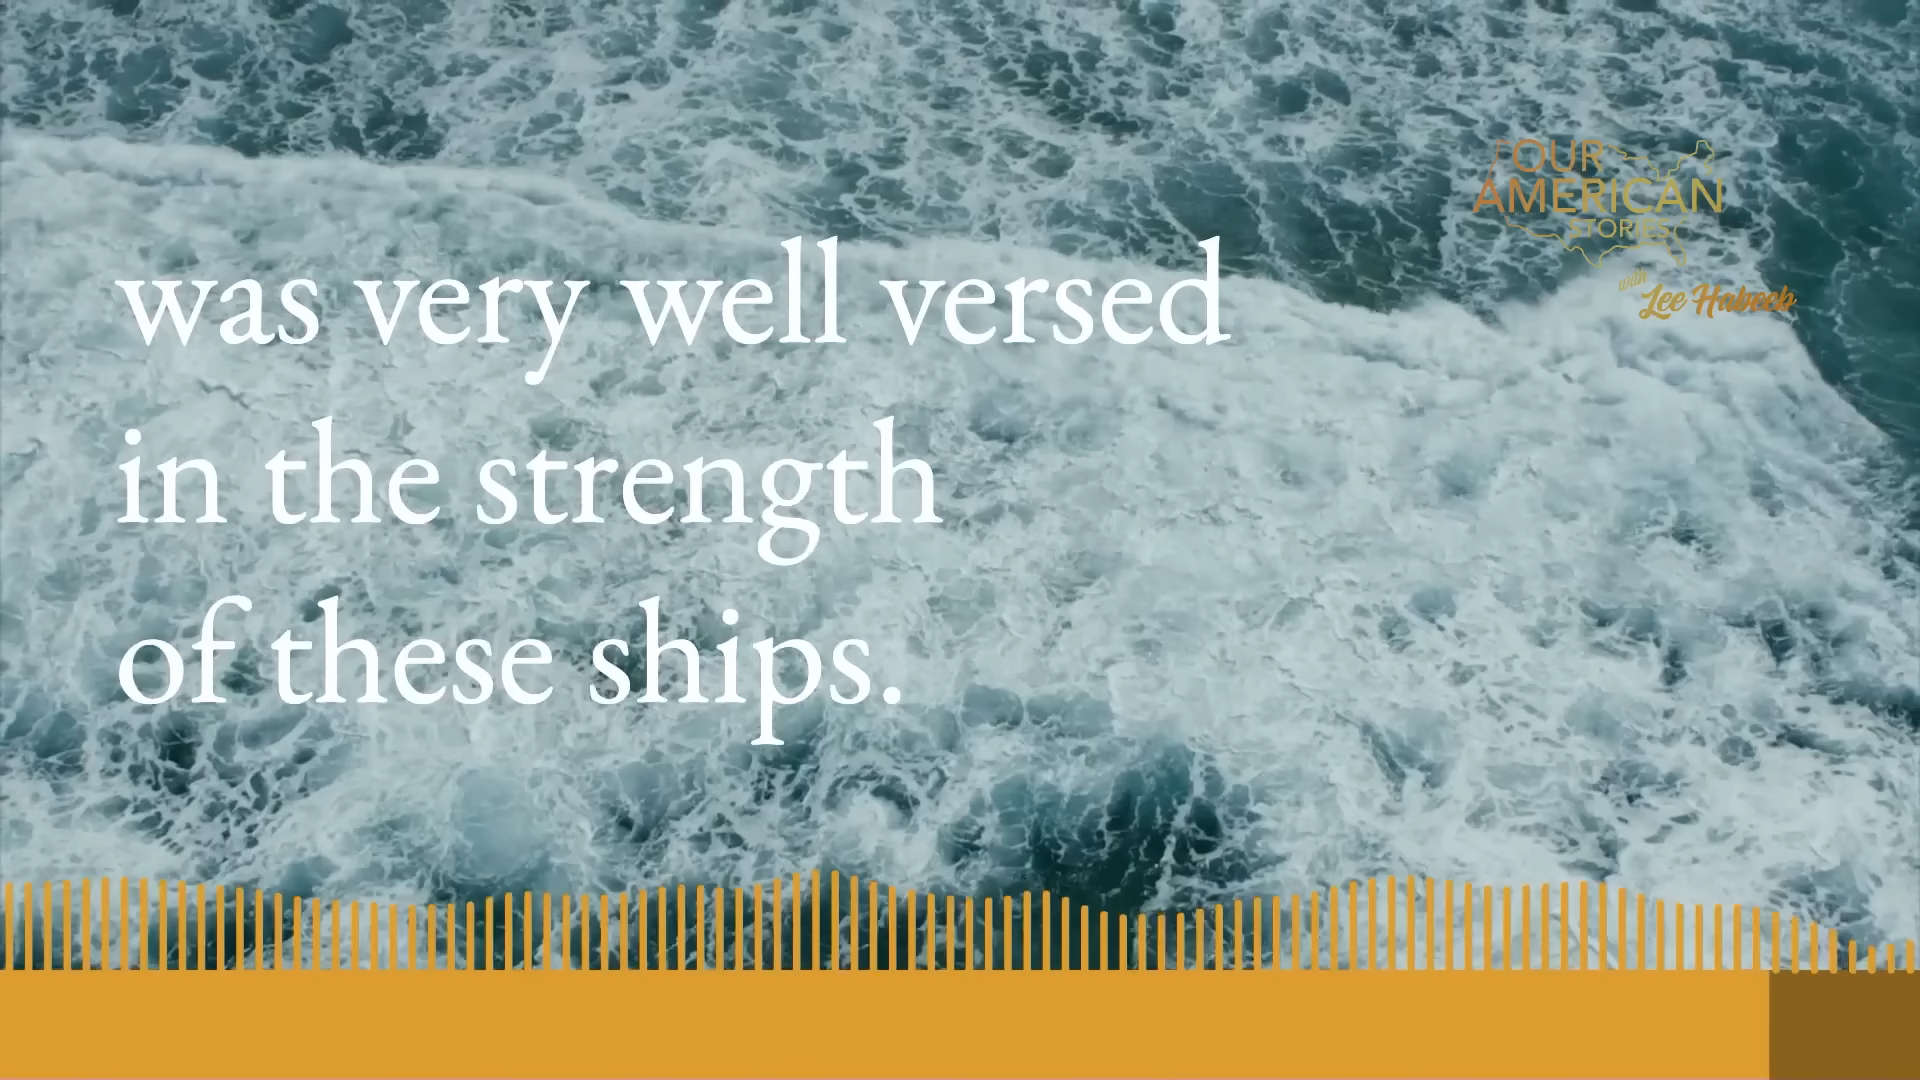 was very well versed
in the strength
of these ships.
OUR
AMERICAN
STORIES
with
Lee Habeeb